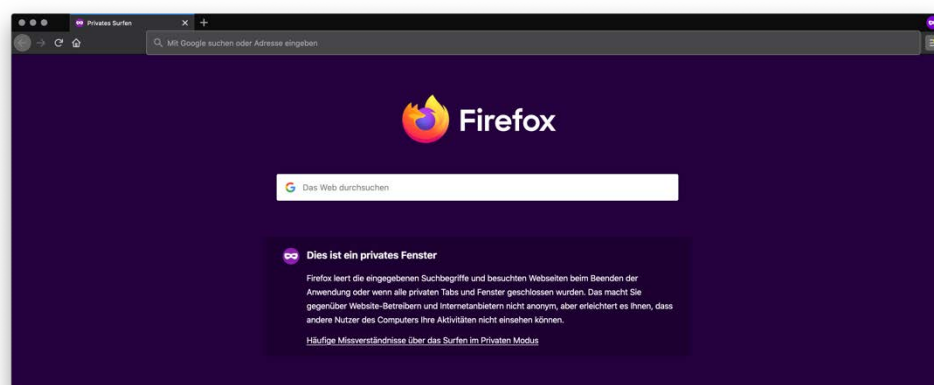 Privates Surfen
Mit Google suchen oder Adresse eingeben
Firefox
Das Web durchsuchen
Dies ist ein privates Fenster
Firefox leert die eingegebenen Suchbegriffe und besuchten Webseiten beim Beenden der
Anwendung oder wenn alle privaten Tabs und Fenster geschlossen wurden. Das macht Sie
gegenüber Website-Betreibern und Internetanbietern nicht anonym, aber erleichtert es Ihnen, dass
andere Nutzer des Computers Ihre Aktivitäten nicht einsehen können.
Häufige Missverständnisse über das Surfen im Privaten Modus